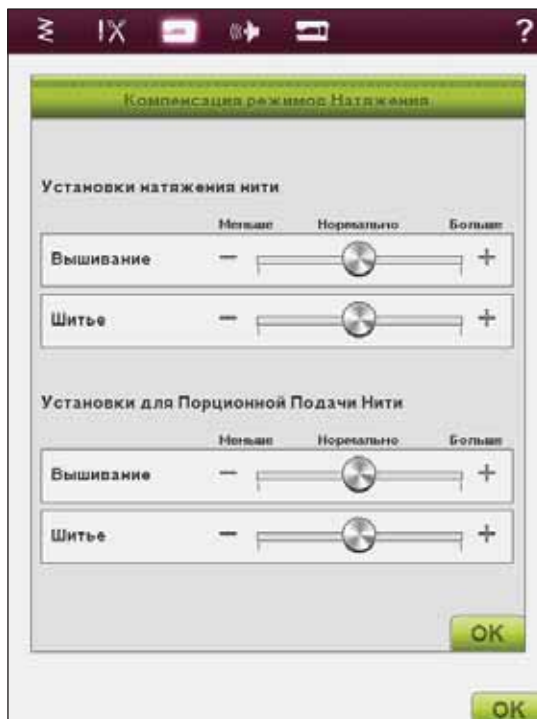 ?
Компенсация режимов Натяжения
Установки натяжения нити
Меньше Нормально Больше
Вышивание − +
Шитье − +
Установки для Порционной Подачи Нити
Меньше Нормально Больше
Вышивание − +
Шитье − +
OK
OK